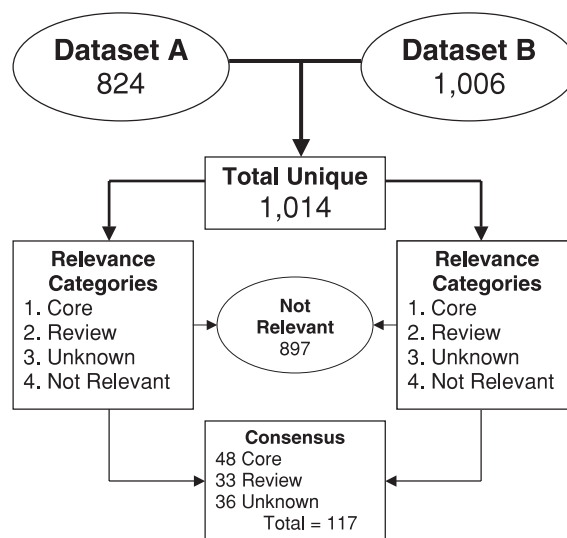 Dataset A
824
Dataset B
1,006
Total Unique
1,014
Relevance
Categories
1. Core
2. Review
3. Unknown
4. Not Relevant
Not
Relevant
897
Relevance
Categories
1. Core
2. Review
3. Unknown
4. Not Relevant
Consensus
48 Core
33 Review
36 Unknown
Total = 117